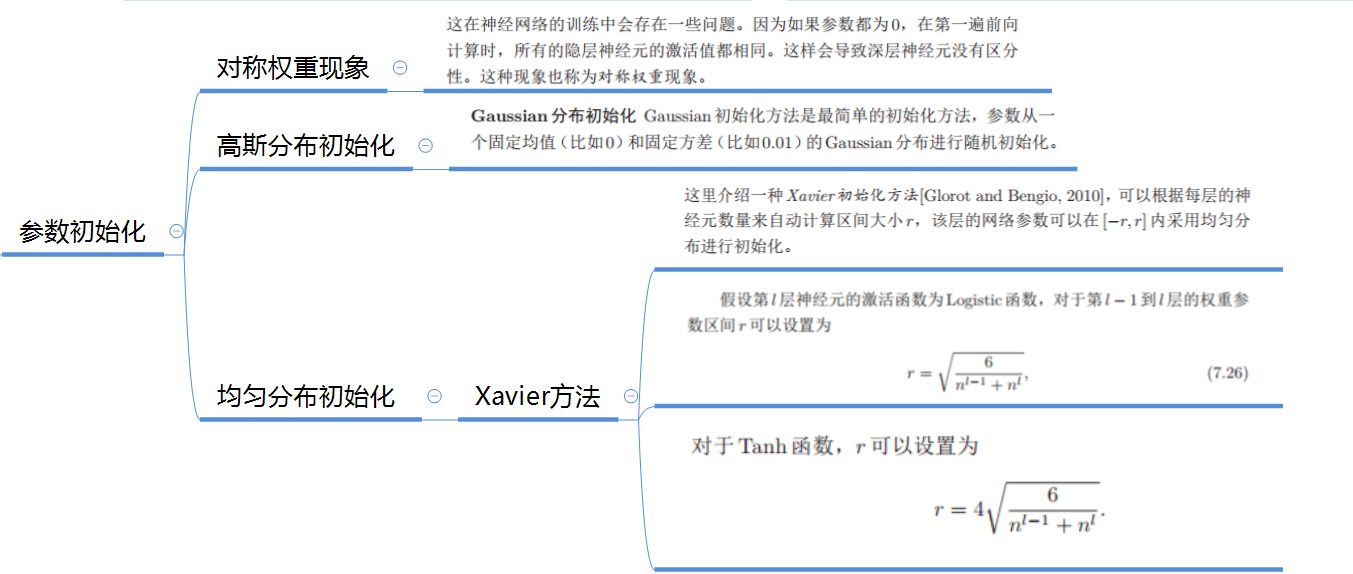 参数初始化
对称权重现象
这在神经网络的训练中会存在一些问题。因为如果参数都为0，在第一遍前向
计算时，所有的隐层神经元的激活值都相同。这样会导致深层神经元没有区分
性。这种现象也称为对称权重现象。
高斯分布初始化
Gaussian 分布初始化 Gaussian 初始化方法是最简单的初始化方法，参数从一
个固定均值（比如0）和固定方差（比如0.01）的Gaussian 分布进行随机初始化。
均匀分布初始化
Xavier方法
这里介绍一种 Xavier初始化方法[Glorot and Bengio, 2010]，可以根据每层的神
经元数量来自动计算区间大小 r，该层的网络参数可以在 [−r, r] 内采用均匀分
布进行初始化。
假设第 l 层神经元的激活函数为 Logistic 函数，对于第 l − 1 到 l 层的权重参
数区间 r 可以设置为
r = √(6 / (n^{l−1} + n^l)), (7.26)
对于 Tanh 函数，r 可以设置为
r = 4√(6 / (n^{l−1} + n^l)).